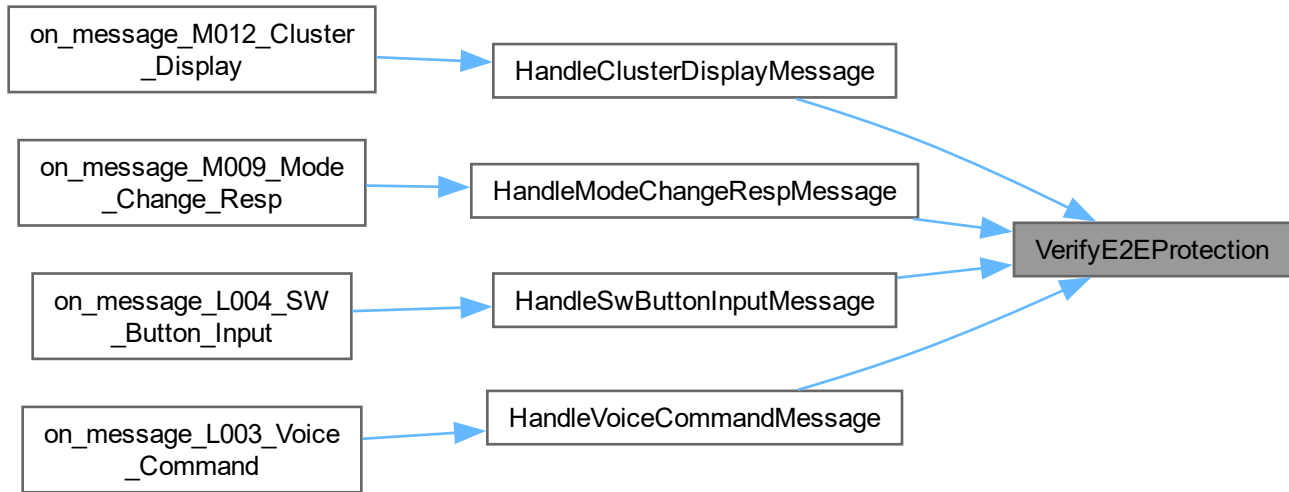 on_message_M012_Cluster
_Display
HandleClusterDisplayMessage
on_message_M009_Mode
_Change_Resp
HandleModeChangeRespMessage
VerifyE2EProtection
on_message_L004_SW
_Button_Input
HandleSwButtonInputMessage
on_message_L003_Voice
_Command
HandleVoiceCommandMessage